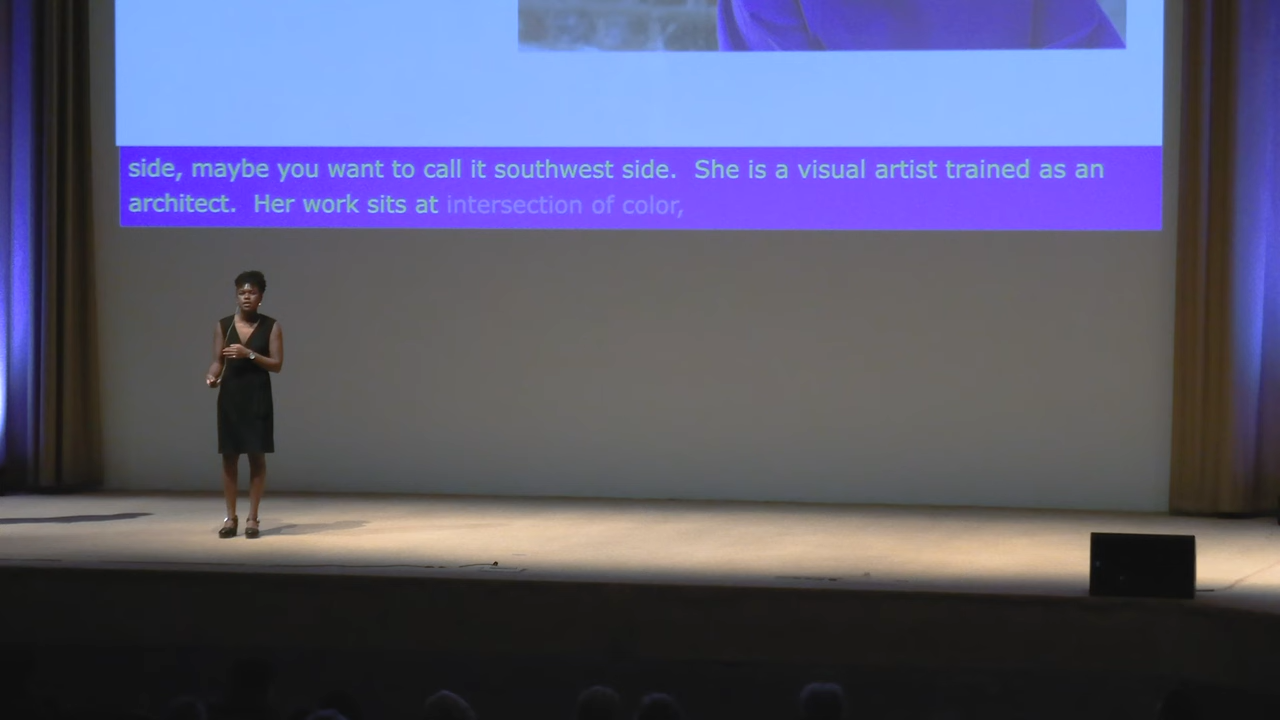 side, maybe you want to call it southwest side.  She is a visual artist trained as an
architect.  Her work sits at intersection of color,